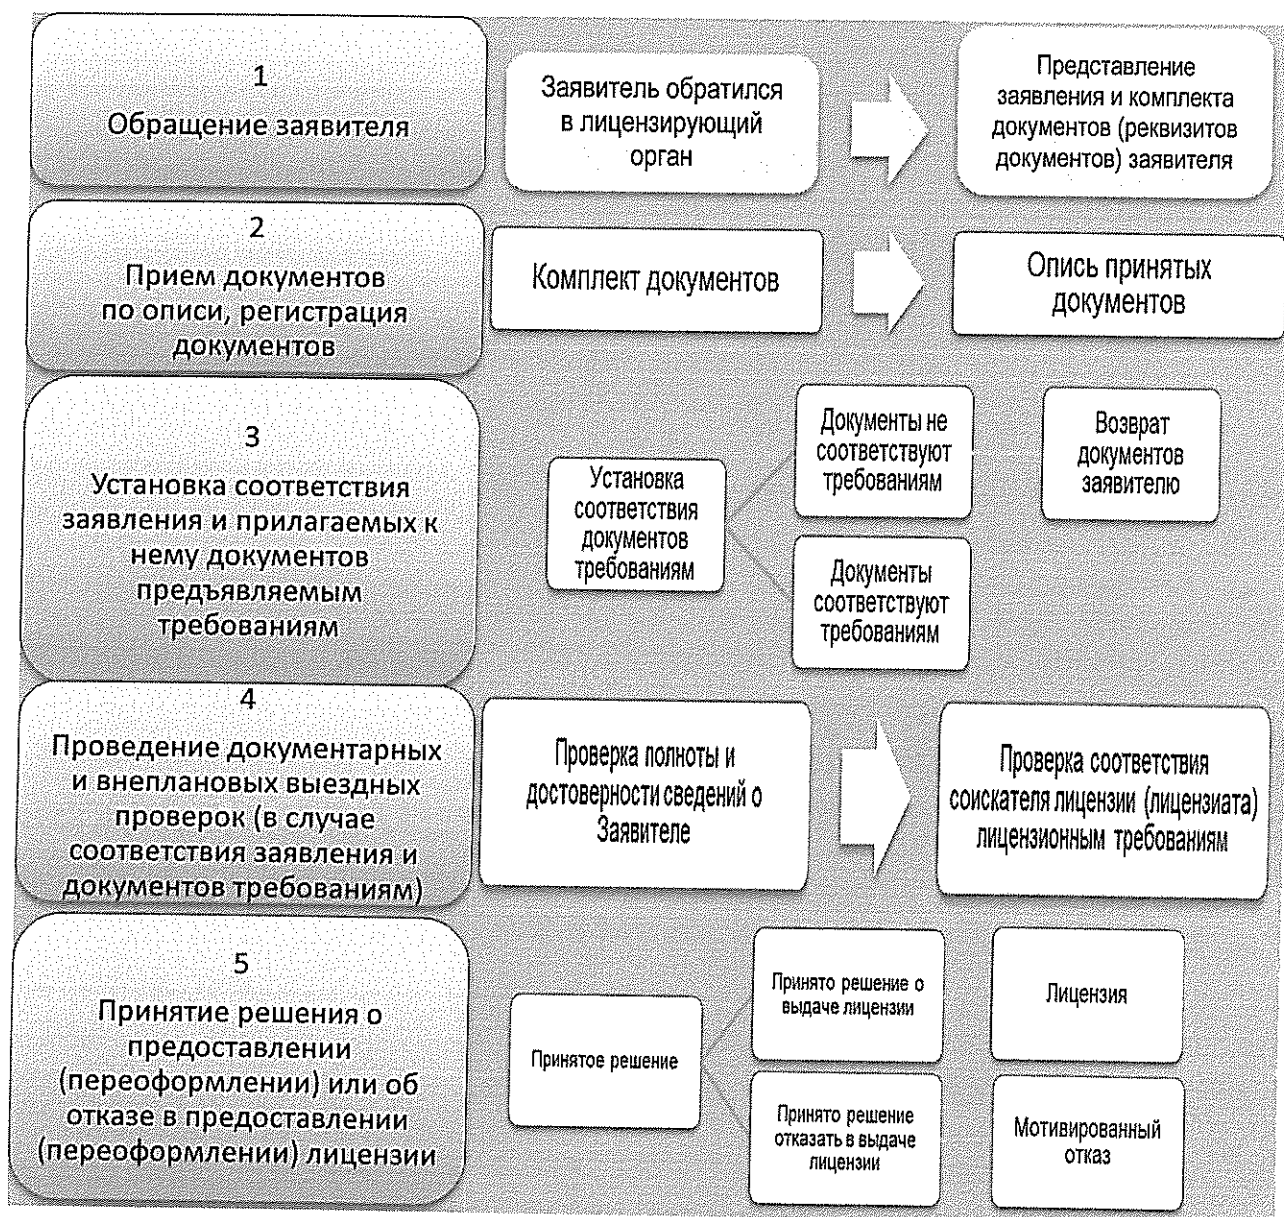 1
Обращение заявителя
Заявитель обратился
в лицензирующий
орган
Представление
заявления и комплекта
документов (реквизитов
документов) заявителя
2
Прием документов
по описи, регистрация
документов
Комплект документов
Опись принятых
документов
3
Установка соответствия
заявления и прилагаемых к
нему документов
предъявляемым
требованиям
Установка
соответствия
документов
требованиям
Документы не
соответствуют
требованиям
Возврат
документов
заявителю
Документы
соответствуют
требованиям
4
Проведение документарных
и внеплановых выездных
проверок (в случае
соответствия заявления и
документов требованиям)
Проверка полноты и
достоверности сведений о
Заявителе
Проверка соответствия
соискателя лицензии (лицензиата)
лицензионным требованиям
5
Принятие решения о
предоставлении
(переоформлении) или об
отказе в предоставлении
(переоформлении) лицензии
Принятое решение
Принято решение о
выдаче лицензии
Лицензия
Принято решение
отказать в выдаче
лицензии
Мотивированный
отказ